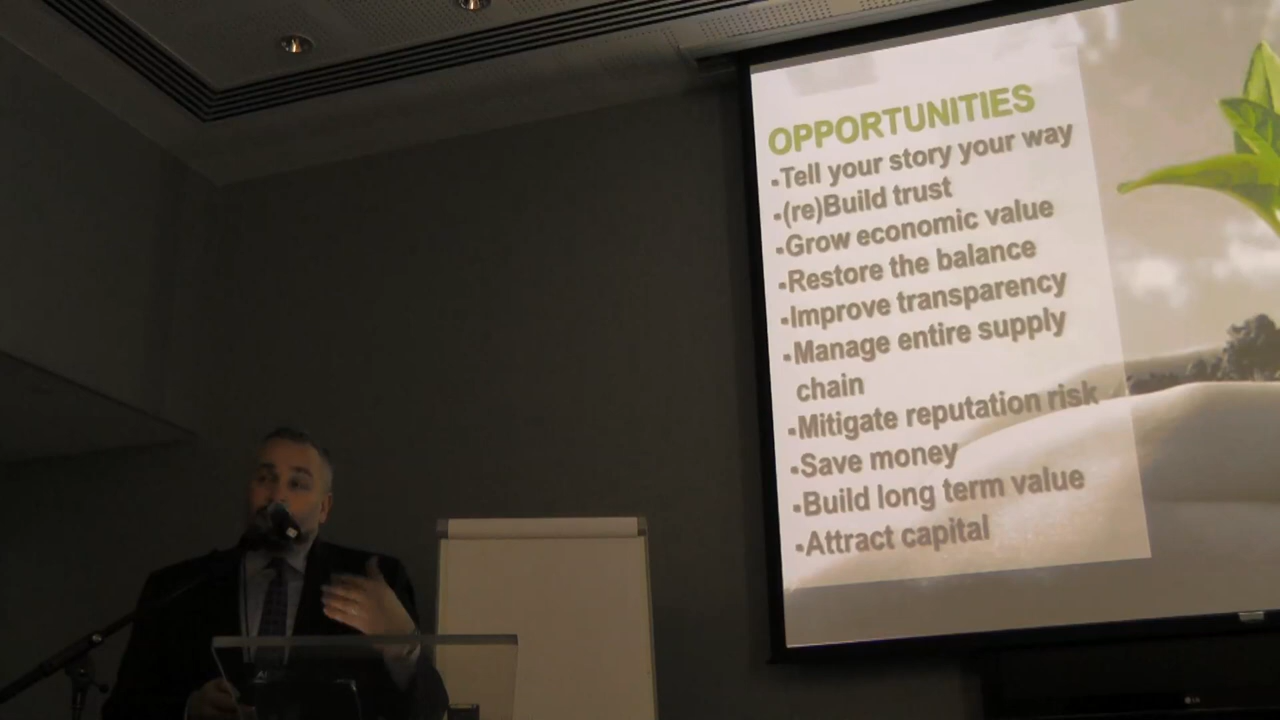 OPPORTUNITIES
▪Tell your story your way
▪(re)Build trust
▪Grow economic value
▪Restore the balance
▪Improve transparency
▪Manage entire supply
chain
▪Mitigate reputation risk
▪Save money
▪Build long term value
▪Attract capital
LG